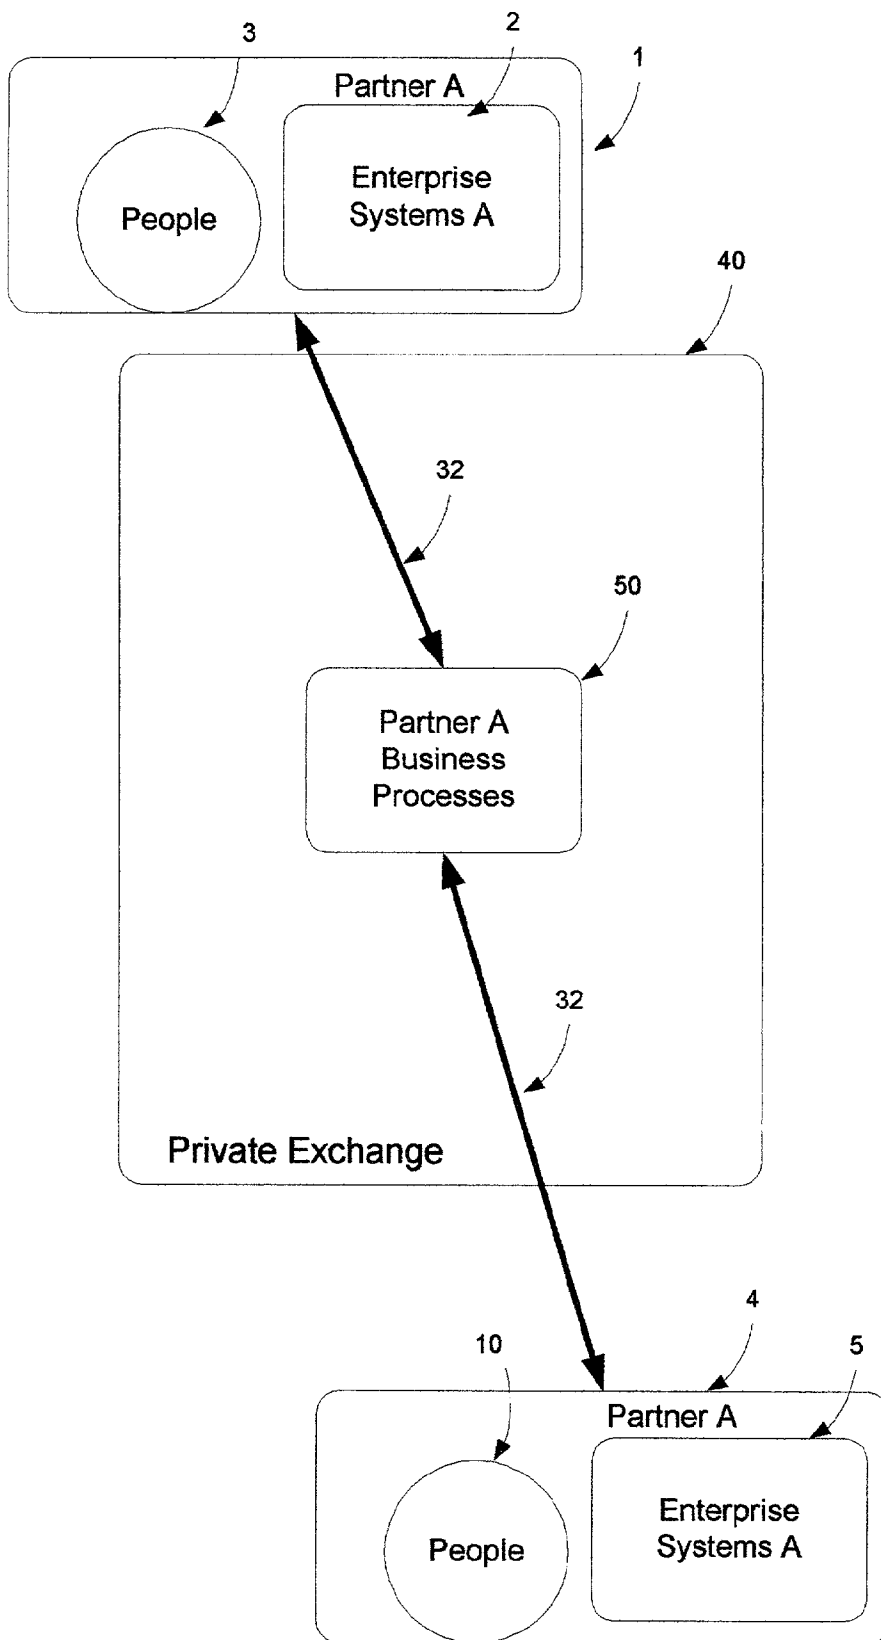 3
2
1
Partner A
Enterprise
Systems A
People
40
32
50
Partner A
Business
Processes
32
Private Exchange
4
10
5
Partner A
Enterprise
Systems A
People